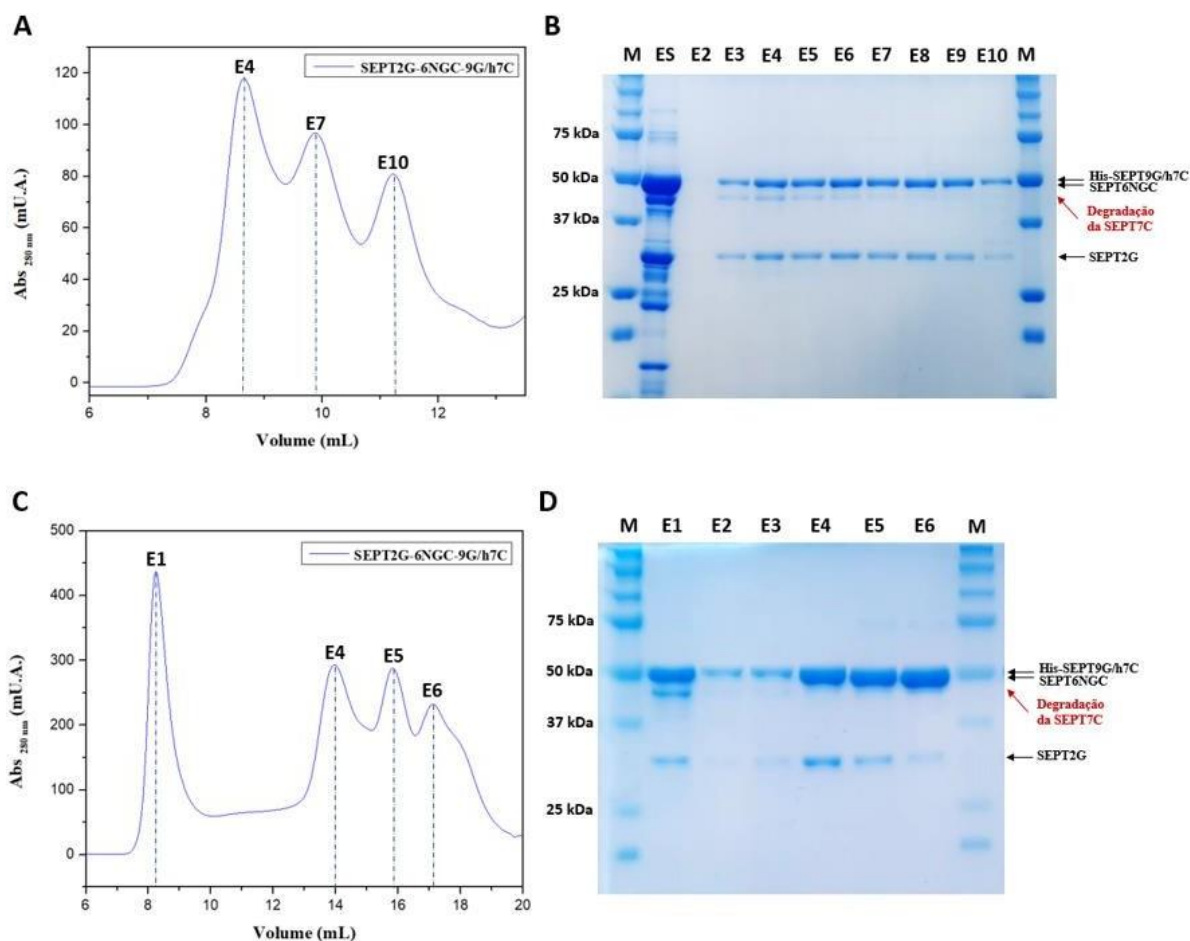 A
SEPT2G-6NGC-9G/h7C
E4
E7
E10
Abs 280 nm (mU.A.)
120
100
80
60
40
20
0
6 8 10 12
Volume (mL)
B
M ES E2 E3 E4 E5 E6 E7 E8 E9 E10 M
75 kDa
50 kDa
37 kDa
25 kDa
His-SEPT9G/h7C
SEPT6NGC
Degradação
da SEPT7C
SEPT2G
C
SEPT2G-6NGC-9G/h7C
E1
E4
E5
E6
Abs 280 nm (mU.A.)
500
400
300
200
100
0
6 8 10 12 14 16 18 20
Volume (mL)
D
M E1 E2 E3 E4 E5 E6 M
75 kDa
50 kDa
37 kDa
25 kDa
His-SEPT9G/h7C
SEPT6NGC
Degradação
da SEPT7C
SEPT2G